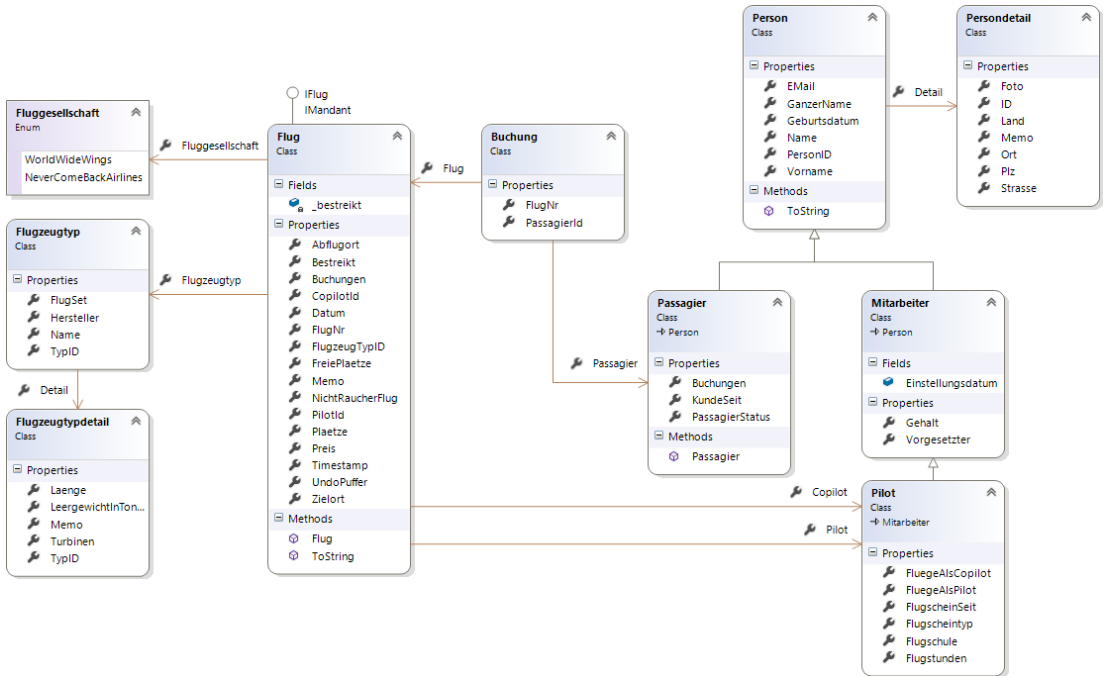 Fluggesellschaft
Enum
WorldWideWings
NeverComeBackAirlines
Fluggesellschaft
Flugzeugtyp
Class
Properties
FlugSet
Hersteller
Name
TypID
Flugzeugtyp
Detail
Flugzeugtypdetail
Class
Properties
Laenge
LeergewichtInTon...
Memo
Turbinen
TypID
IFlug
IMandant
Flug
Class
Fields
_bestreikt
Properties
Abflugort
Bestreikt
Buchungen
CopilotId
Datum
FlugNr
FlugzeugTypID
FreiePlaetze
Memo
NichtRaucherFlug
PilotId
Plaetze
Preis
Timestamp
UndoPuffer
Zielort
Methods
Flug
ToString
Flug
Buchung
Class
Properties
FlugNr
PassagierId
Passagier
Person
Class
Properties
EMail
GanzerName
Geburtsdatum
Name
PersonID
Vorname
Methods
ToString
Detail
Persondetail
Class
Properties
Foto
ID
Land
Memo
Ort
Plz
Strasse
Passagier
Class
Person
Properties
Buchungen
KundeSeit
PassagierStatus
Methods
Passagier
Mitarbeiter
Class
Person
Fields
Einstellungsdatum
Properties
Gehalt
Vorgesetzter
Copilot
Pilot
Pilot
Class
Mitarbeiter
Properties
FluegeAlsCopilot
FluegeAlsPilot
FlugscheinSeit
Flugscheintyp
Flugschule
Flugstunden